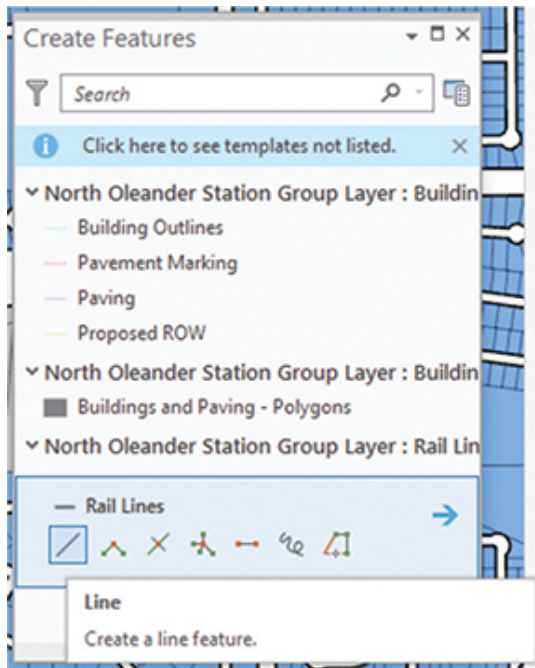 Create Features
Search
Click here to see templates not listed.
North Oleander Station Group Layer : Buildin
Building Outlines
Pavement Marking
Paving
Proposed ROW
North Oleander Station Group Layer : Buildin
Buildings and Paving - Polygons
North Oleander Station Group Layer : Rail Lin
Rail Lines
Line
Create a line feature.